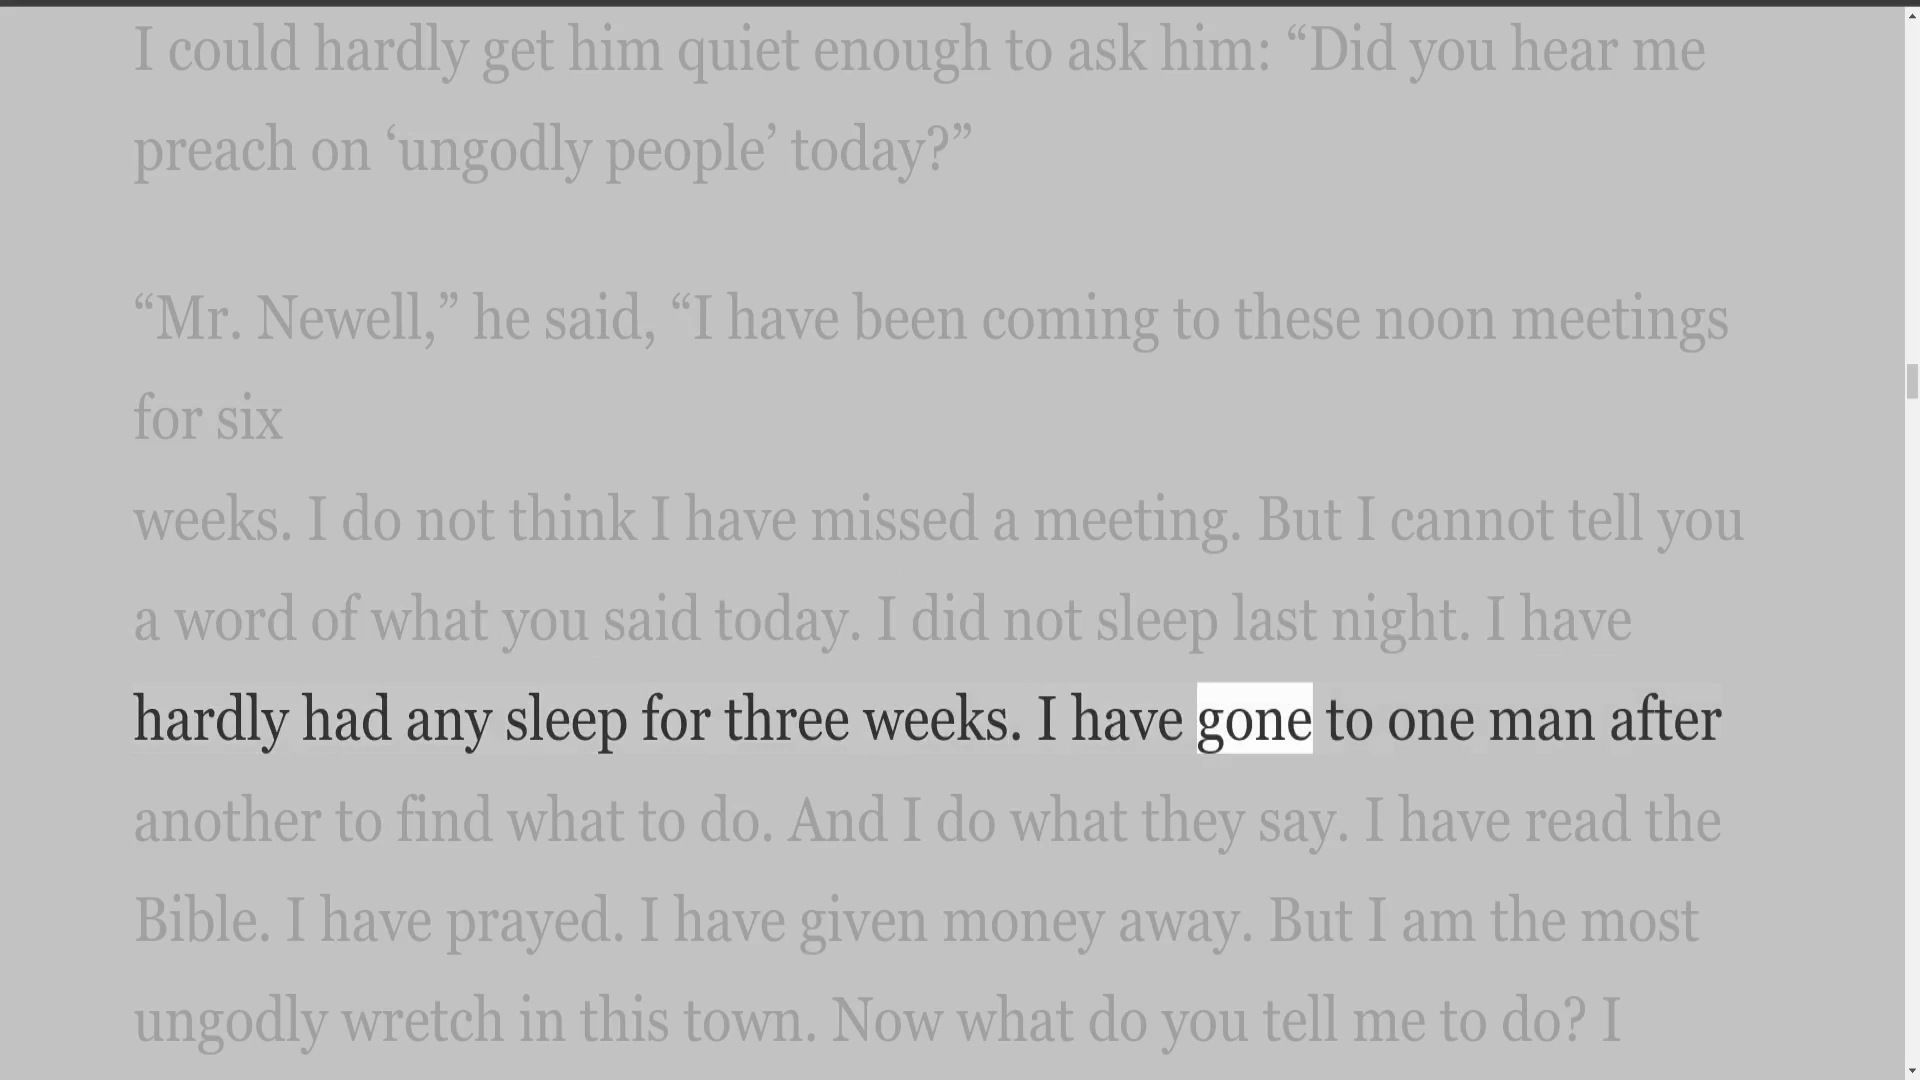 I could hardly get him quiet enough to ask him: “Did you hear me
preach on ‘ungodly people’ today?”
“Mr. Newell,” he said, “I have been coming to these noon meetings
for six
weeks. I do not think I have missed a meeting. But I cannot tell you
a word of what you said today. I did not sleep last night. I have
hardly had any sleep for three weeks. I have gone to one man after
another to find what to do. And I do what they say. I have read the
Bible. I have prayed. I have given money away. But I am the most
ungodly wretch in this town. Now what do you tell me to do? I